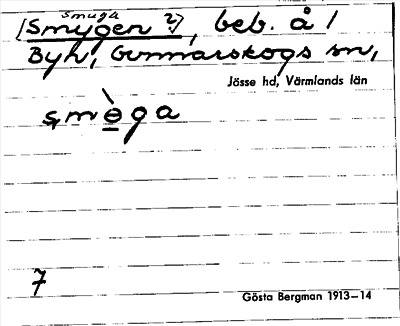 smuga
[Smygen ?], beb. å /
Byn, Gunnarskogs sn,
Jösse hd, Värmlands län
smòga
7
Gösta Bergman 1913–14